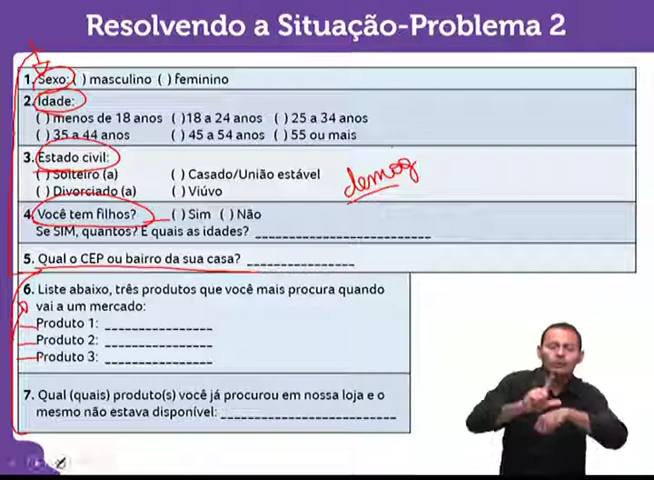 Resolvendo a Situação-Problema 2
1. Sexo: ( ) masculino ( ) feminino
2. Idade:
( ) menos de 18 anos ( )18 a 24 anos ( ) 25 a 34 anos
( ) 35 a 44 anos ( ) 45 a 54 anos ( ) 55 ou mais
3. Estado civil:
( ) Solteiro (a) ( ) Casado/União estável
( ) Divorciado (a) ( ) Viúvo
demog
4. Você tem filhos? ( ) Sim ( ) Não
Se SIM, quantos? E quais as idades? _________________________
5. Qual o CEP ou bairro da sua casa? _______________
6. Liste abaixo, três produtos que você mais procura quando
vai a um mercado:
Produto 1: _______________
Produto 2: _______________
Produto 3: _______________
7. Qual (quais) produto(s) você já procurou em nossa loja e o
mesmo não estava disponível: _________________________